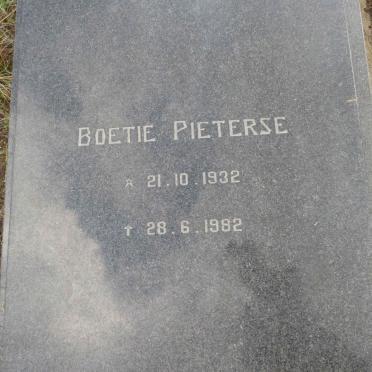 BOETIE PIETERSE
* 21.10.1932
† 28.6.1982